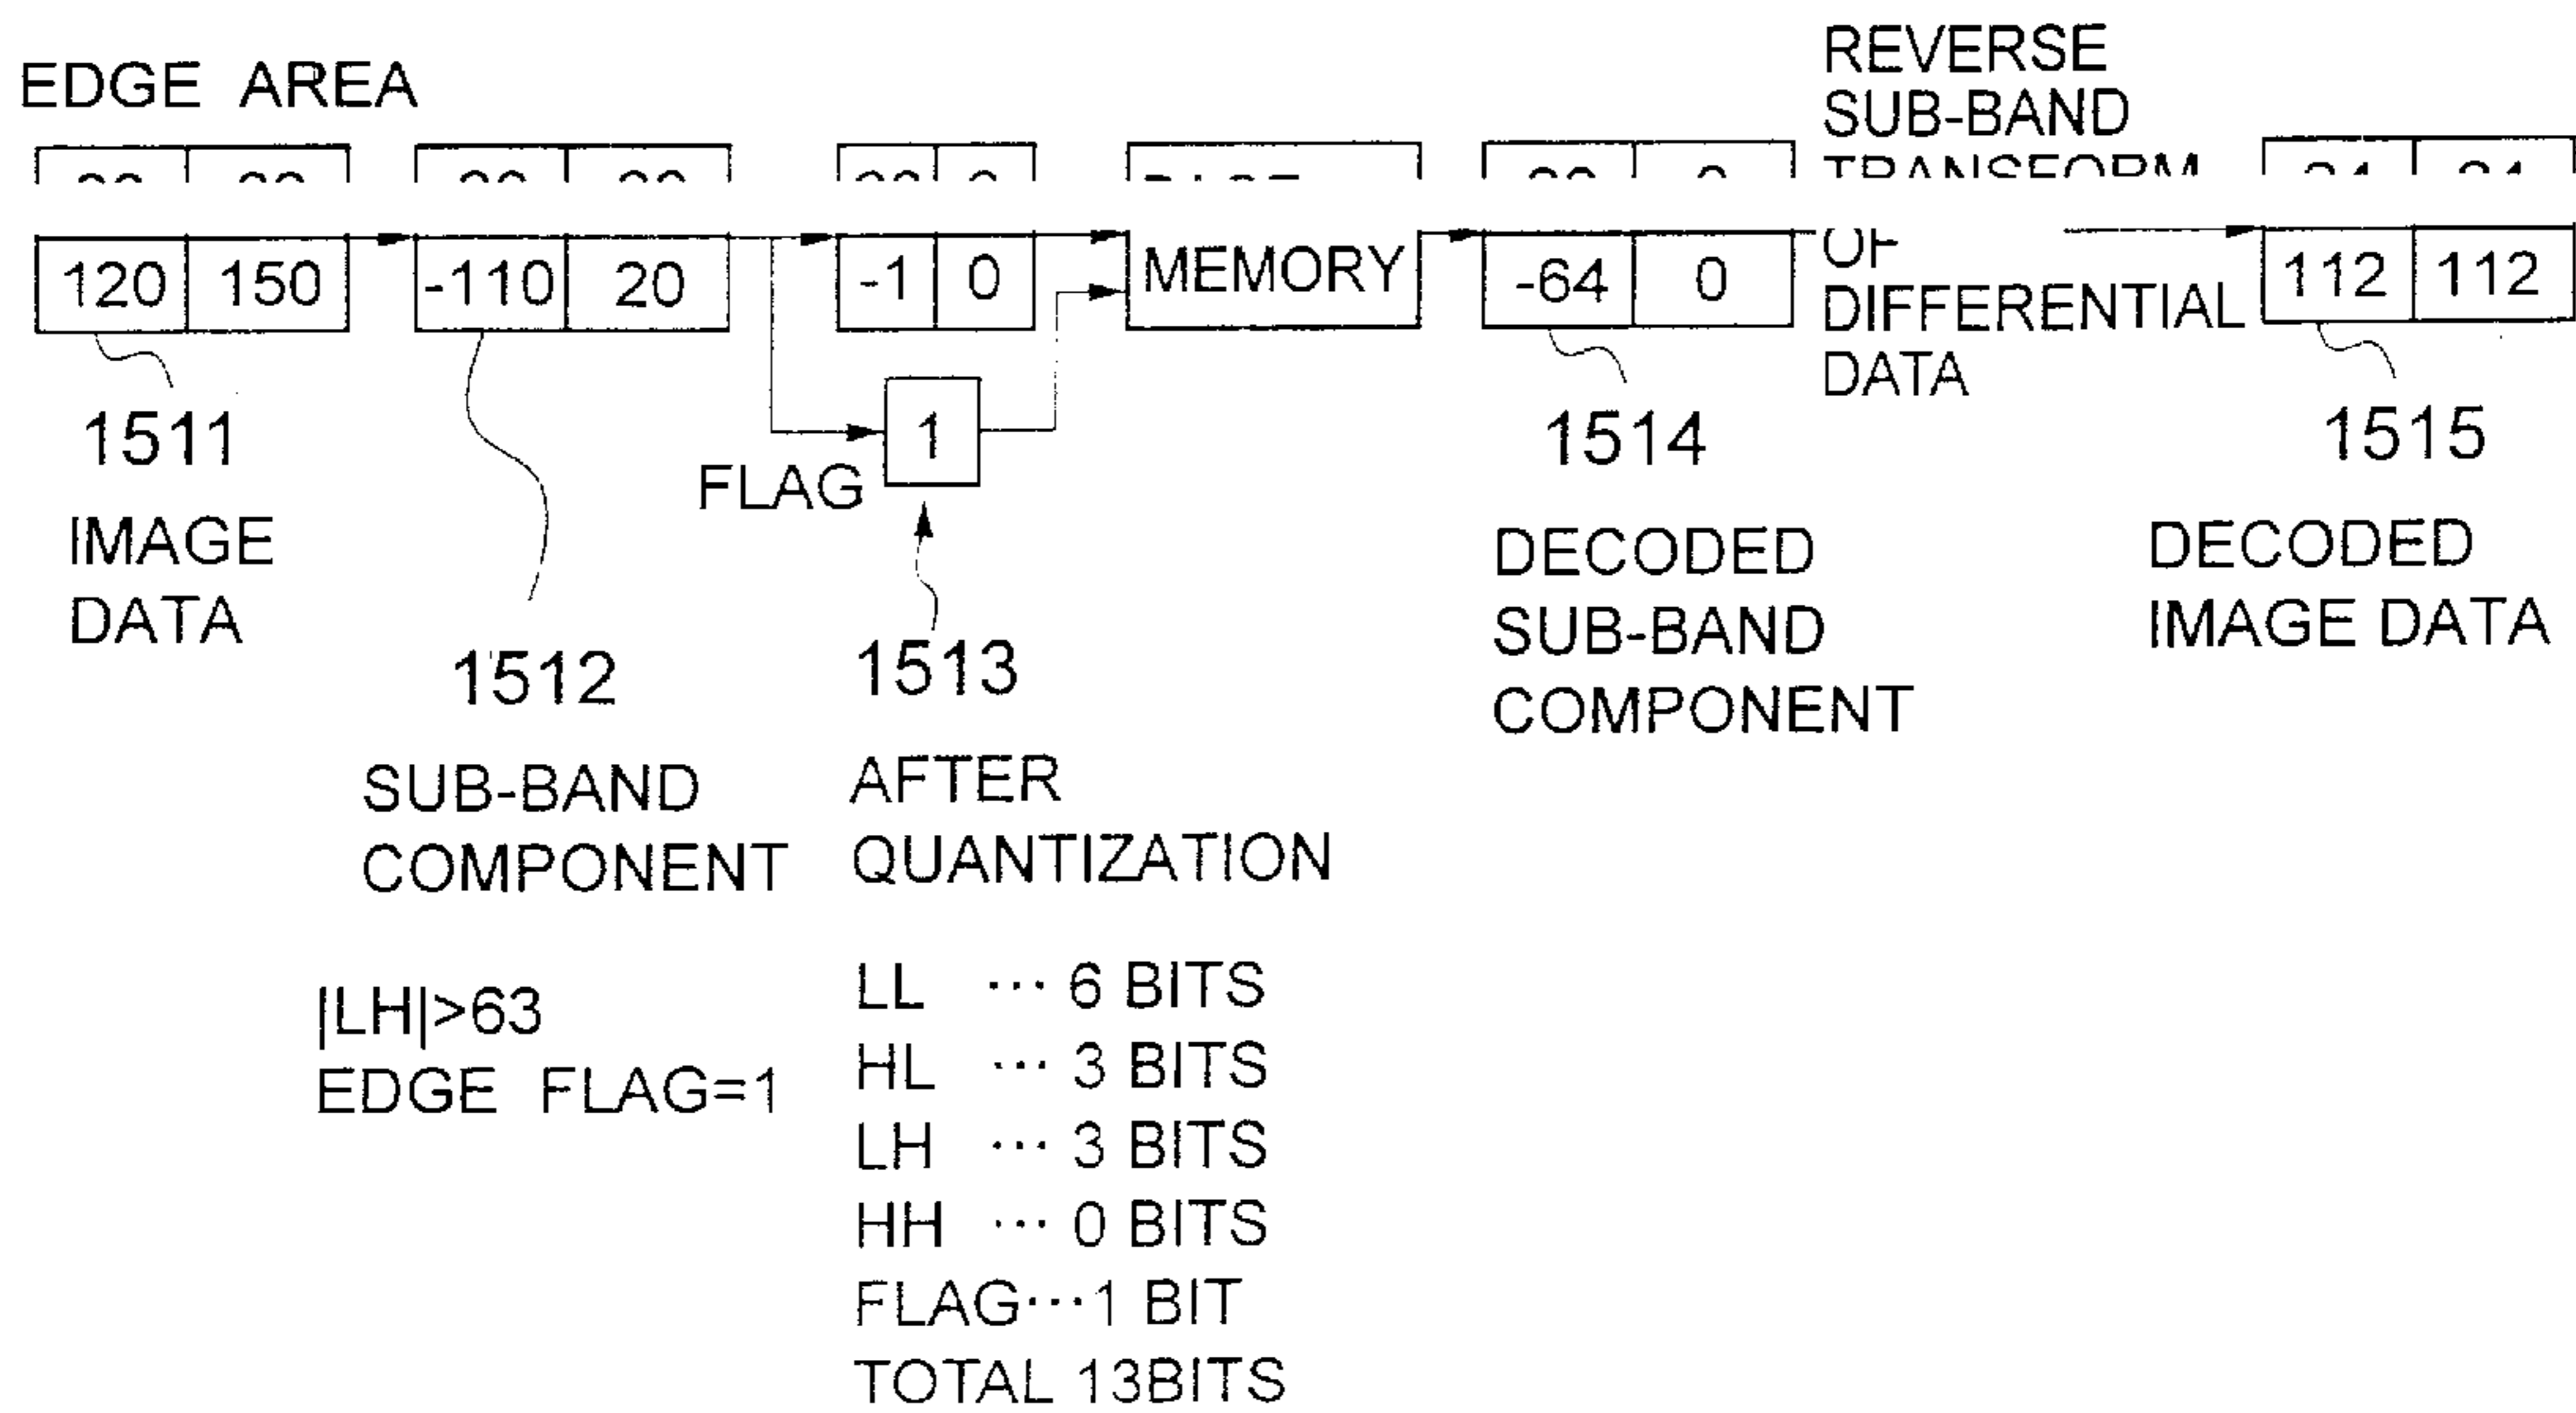 EDGE AREA
REVERSE
SUB-BAND
TRANSFORM
OF
DIFFERENTIAL
DATA
120 150
-110 20
-1 0
MEMORY
-64 0
112 112
1
FLAG
1511
IMAGE
DATA
1512
SUB-BAND
COMPONENT
|LH|>63
EDGE FLAG=1
1513
AFTER
QUANTIZATION
LL ··· 6 BITS
HL ··· 3 BITS
LH ··· 3 BITS
HH ··· 0 BITS
FLAG···1 BIT
TOTAL 13BITS
1514
DECODED
SUB-BAND
COMPONENT
1515
DECODED
IMAGE DATA